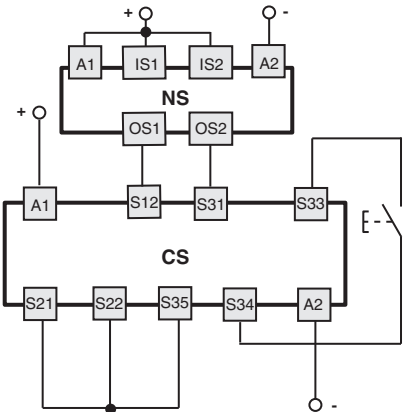 + -
A1 IS1 IS2 A2
NS
OS1 OS2
+
A1 S12 S31 S33
CS
S21 S22 S35 S34 A2
-